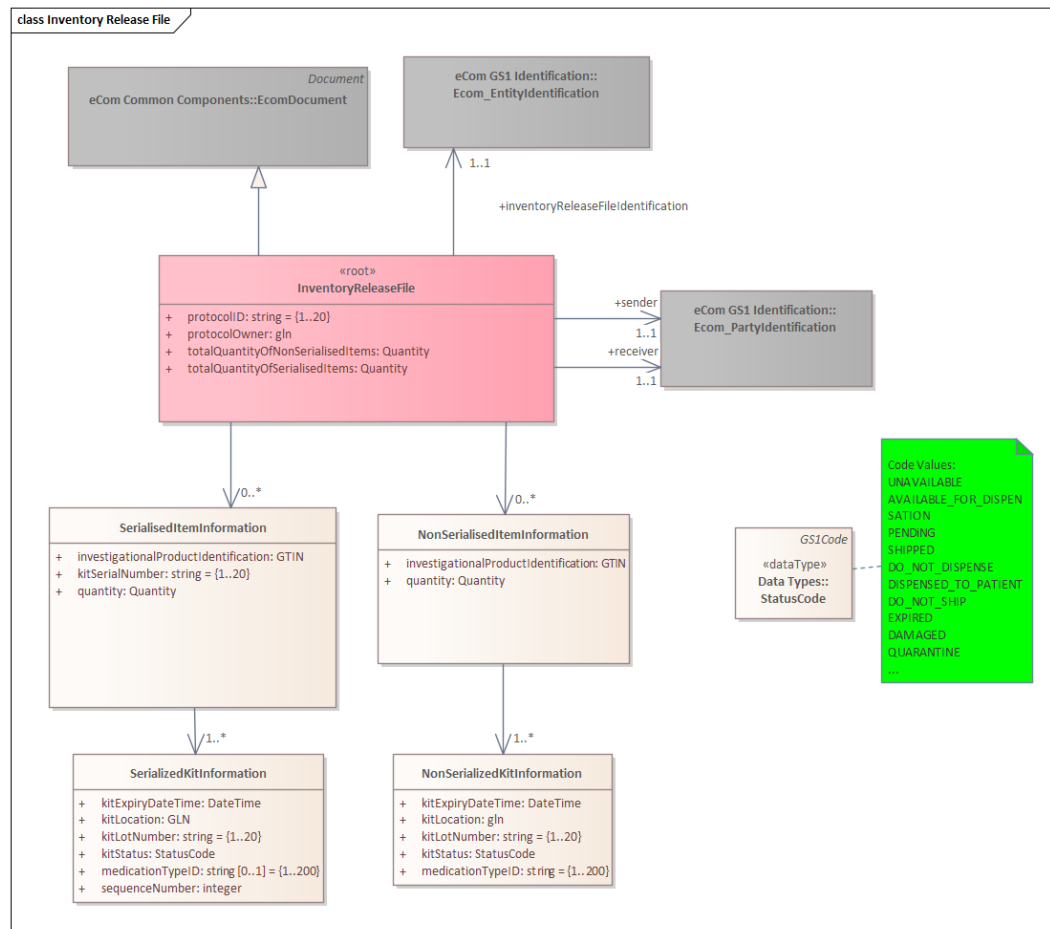 class Inventory Release File
Document
eCom Common Components::EcomDocument
eCom GS1 Identification::
Ecom_EntityIdentification
1..1
+inventoryReleaseFileIdentification
«root»
InventoryReleaseFile
+ protocolID: string = {1..20}
+ protocolOwner: gln
+ totalQuantityOfNonSerialisedItems: Quantity
+ totalQuantityOfSerialisedItems: Quantity
+sender
1..1
+receiver
1..1
eCom GS1 Identification::
Ecom_PartyIdentification
0..*
0..*
SerialisedItemInformation
+ investigationalProductIdentification: GTIN
+ kitSerialNumber: string = {1..20}
+ quantity: Quantity
NonSerialisedItemInformation
+ investigationalProductIdentification: GTIN
+ quantity: Quantity
GS1Code
«dataType»
Data Types::
StatusCode
Code Values:
UNAVAILABLE
AVAILABLE_FOR_DISPEN
SATION
PENDING
SHIPPED
DO_NOT_DISPENSE
DISPENSED_TO_PATIENT
DO_NOT_SHIP
EXPIRED
DAMAGED
QUARANTINE
...
1..*
1..*
SerializedKitInformation
+ kitExpiryDateTime: DateTime
+ kitLocation: GLN
+ kitLotNumber: string = {1..20}
+ kitStatus: StatusCode
+ medicationTypeID: string [0..1] = {1..200}
+ sequenceNumber: integer
NonSerializedKitInformation
+ kitExpiryDateTime: DateTime
+ kitLocation: gln
+ kitLotNumber: string = {1..20}
+ kitStatus: StatusCode
+ medicationTypeID: string = {1..200}